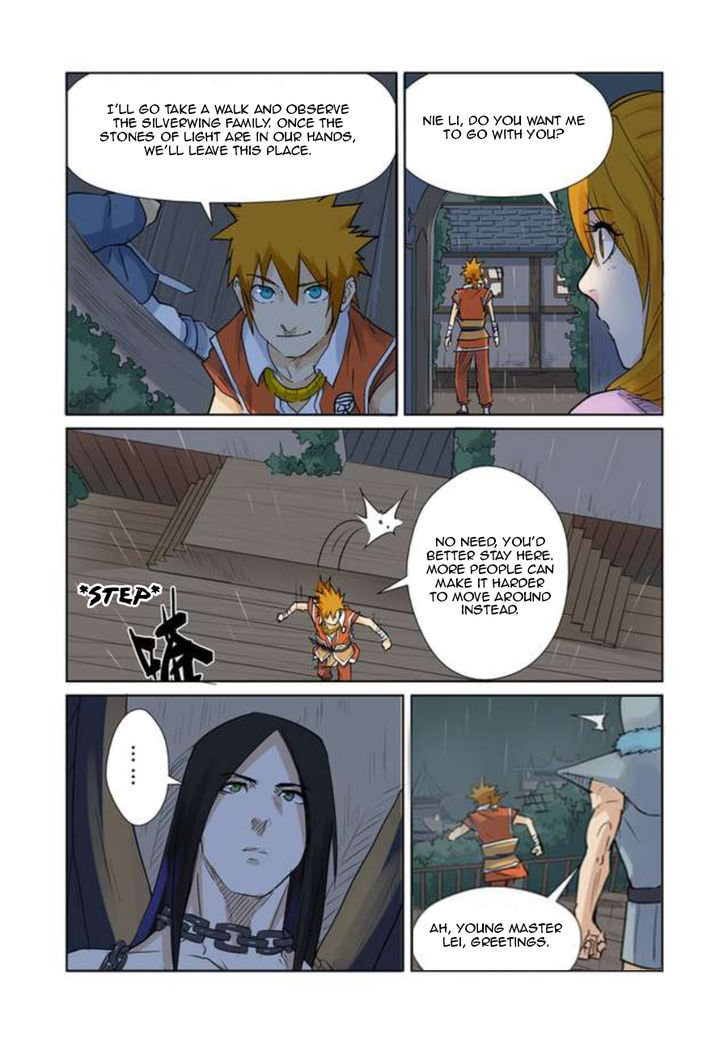 I'LL GO TAKE A WALK AND OBSERVE
THE SILVERWING FAMILY. ONCE THE
STONES OF LIGHT ARE IN OUR HANDS,
WE'LL LEAVE THIS PLACE.
NIE LI, DO YOU WANT ME
TO GO WITH YOU?
NO NEED, YOU'D
BETTER STAY HERE.
MORE PEOPLE CAN
MAKE IT HARDER
TO MOVE AROUND
INSTEAD.
*STEP*
......
AH, YOUNG MASTER
LEI, GREETINGS.